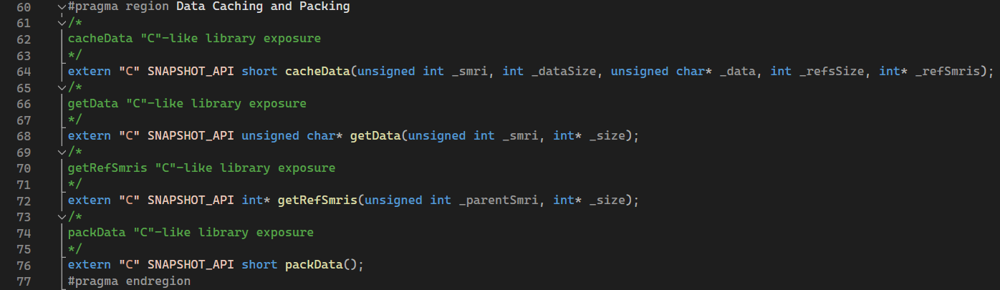 60 #pragma region Data Caching and Packing
61 /*
62 cacheData "C"-like library exposure
63 */
64 extern "C" SNAPSHOT_API short cacheData(unsigned int _smri, int _dataSize, unsigned char* _data, int _refsSize, int* _refSmris);
65 /*
66 getData "C"-like library exposure
67 */
68 extern "C" SNAPSHOT_API unsigned char* getData(unsigned int _smri, int* _size);
69 /*
70 getRefSmris "C"-like library exposure
71 */
72 extern "C" SNAPSHOT_API int* getRefSmris(unsigned int _parentSmri, int* _size);
73 /*
74 packData "C"-like library exposure
75 */
76 extern "C" SNAPSHOT_API short packData();
77 #pragma endregion